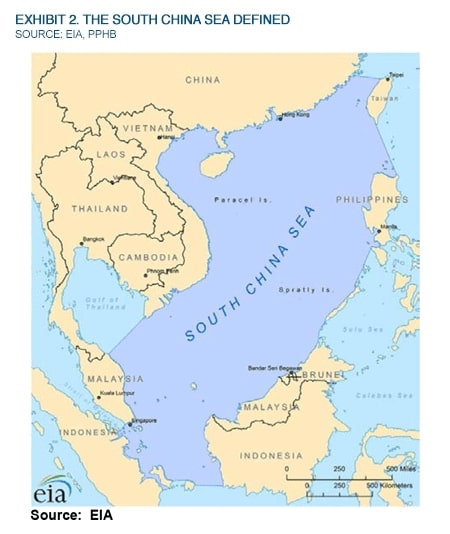 EXHIBIT 2. THE SOUTH CHINA SEA DEFINED
SOURCE: EIA, PPHB
CHINA
Taipei
Taiwan
Hong Kong
VIETNAM
Hanoi
LAOS
Vientiane
THAILAND
Paracel Is.
PHILIPPINES
Manila
Bangkok
CAMBODIA
Phnom Penh
SOUTH CHINA SEA
Spratly Is.
Gulf of
Thailand
Sulu Sea
Bandar Seri Begawan
BRUNEI
MALAYSIA
Kuala Lumpur
Celebes Sea
MALAYSIA
Singapore
INDONESIA
INDONESIA
0 250 500 Miles
0 250 500 Kilometers
eia
Source: EIA